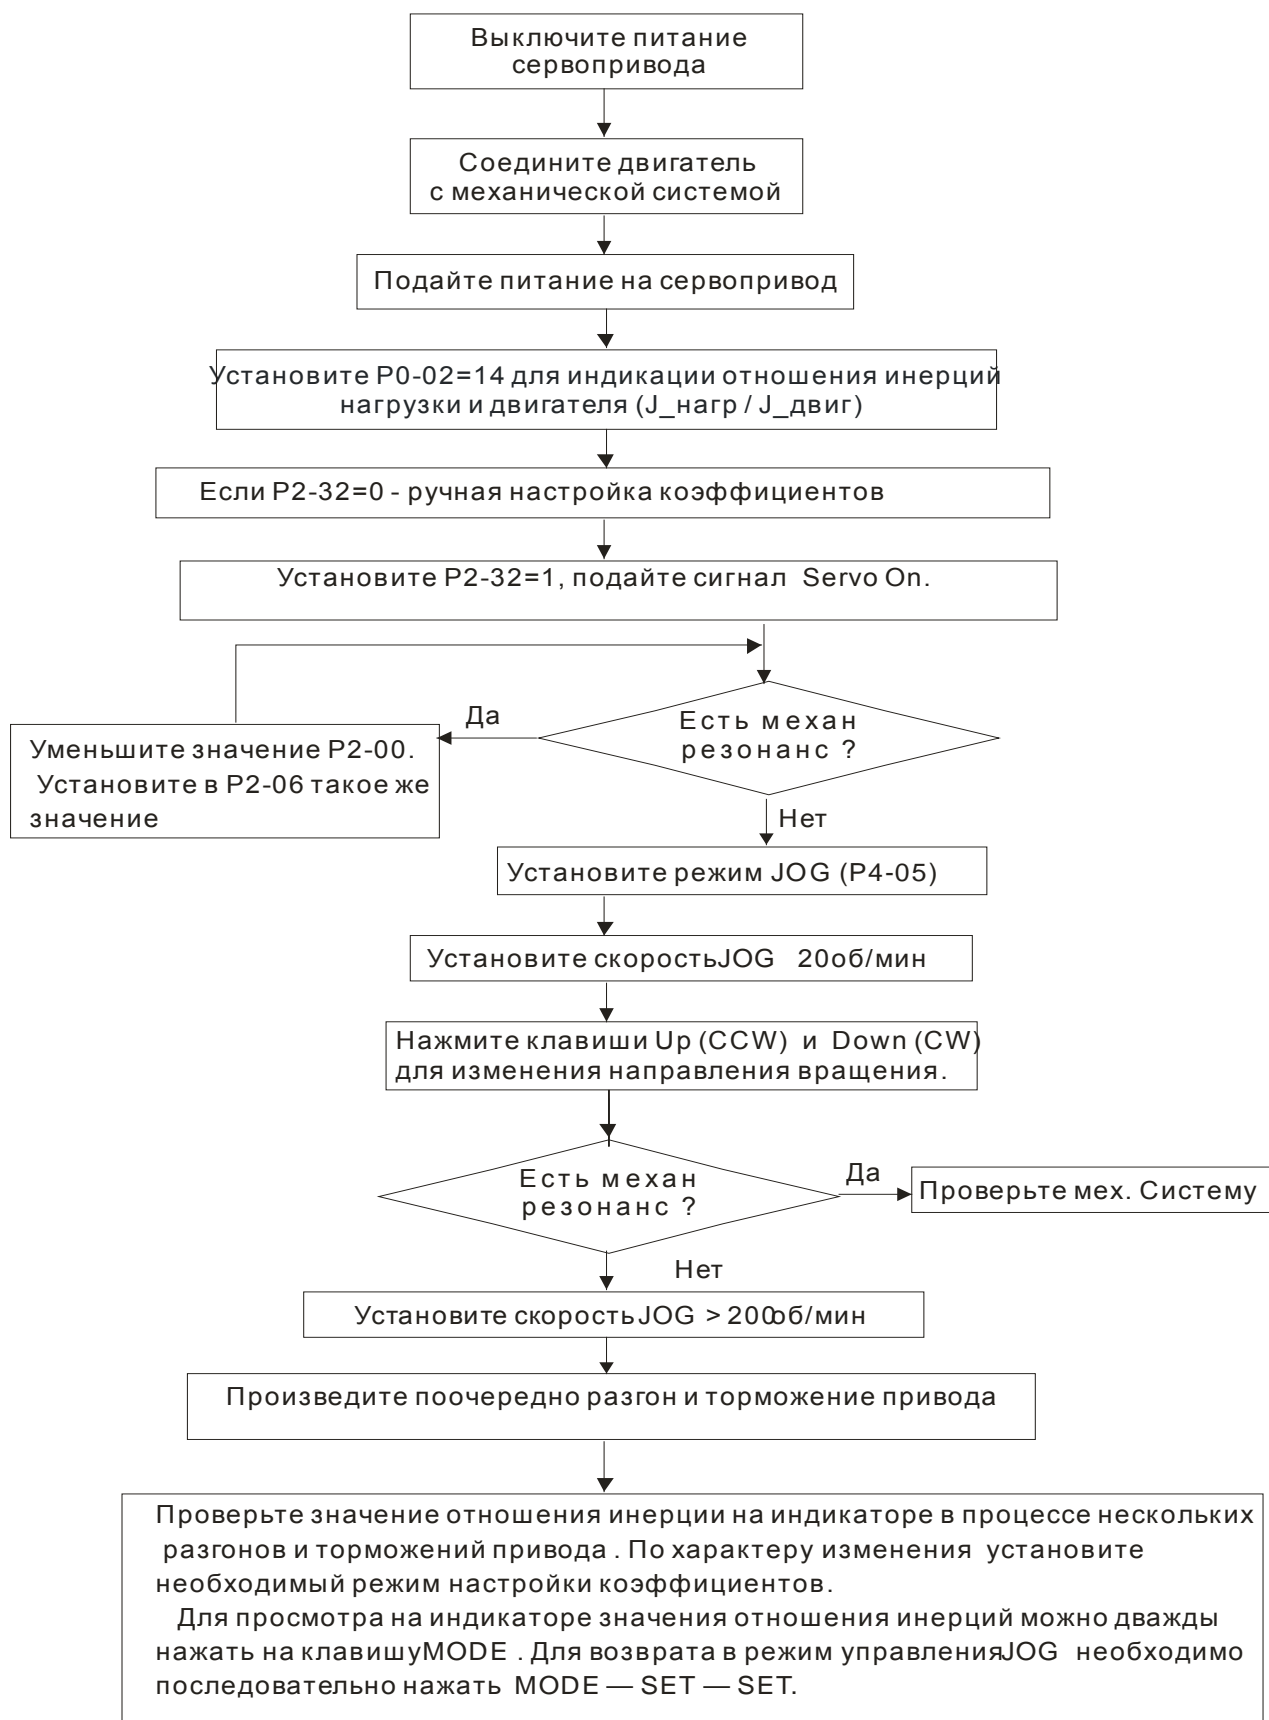 Выключите питание
сервопривода
Соедините двигатель
с механической системой
Подайте питание на сервопривод
Установите P0-02=14 для индикации отношения инерций
нагрузки и двигателя (J_нагр / J_двиг)
Если P2-32=0 - ручная настройка коэффициентов
Установите P2-32=1, подайте сигнал Servo On.
Есть механ
резонанс ?
Да
Уменьшите значение P2-00.
Установите в P2-06 такое же
значение
Нет
Установите режим JOG (P4-05)
Установите скорость JOG 20об/мин
Нажмите клавиши Up (CCW) и Down (CW)
для изменения направления вращения.
Есть механ
резонанс ?
Да
Проверьте мех. Систему
Нет
Установите скорость JOG > 200об/мин
Произведите поочередно разгон и торможение привода
Проверьте значение отношения инерции на индикаторе в процессе нескольких
разгонов и торможений привода . По характеру изменения установите
необходимый режим настройки коэффициентов.
Для просмотра на индикаторе значения отношения инерций можно дважды
нажать на клавишу MODE . Для возврата в режим управления JOG необходимо
последовательно нажать MODE — SET — SET.